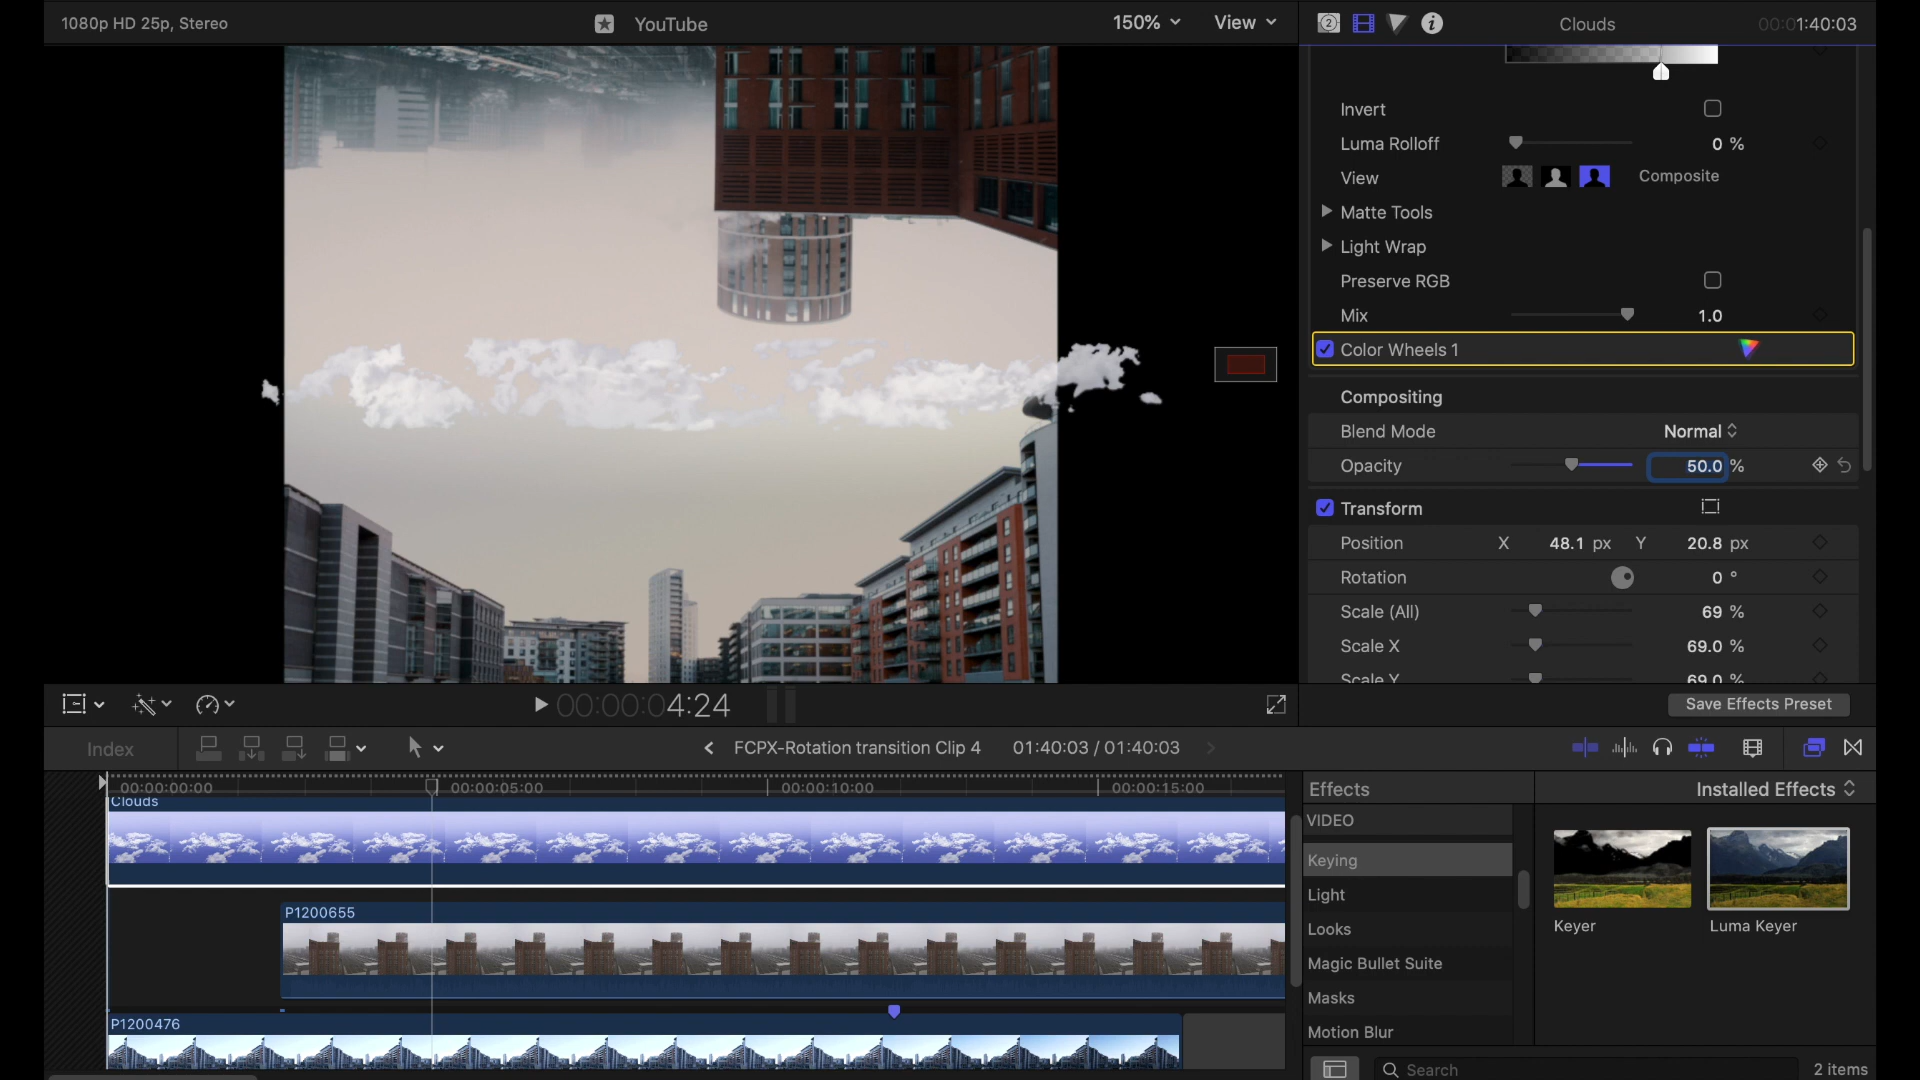 1080p HD 25p, Stereo
YouTube
150%
View
Clouds
00:01:40:03
Invert
Luma Rolloff
0 %
View
Composite
Matte Tools
Light Wrap
Preserve RGB
Mix
1.0
Color Wheels 1
Compositing
Blend Mode
Normal
Opacity
50.0 %
Transform
Position
X
48.1 px
Y
20.8 px
Rotation
0 °
Scale (All)
69 %
Scale X
69.0 %
Scale Y
69.0 %
00:00:04:24
Save Effects Preset
Index
FCPX-Rotation transition Clip 4
01:40:03 / 01:40:03
00:00:00:00
00:00:05:00
00:00:10:00
00:00:15:00
Clouds
P1200655
P1200476
Effects
Installed Effects
VIDEO
Keying
Light
Looks
Magic Bullet Suite
Masks
Motion Blur
Keyer
Luma Keyer
Search
2 items